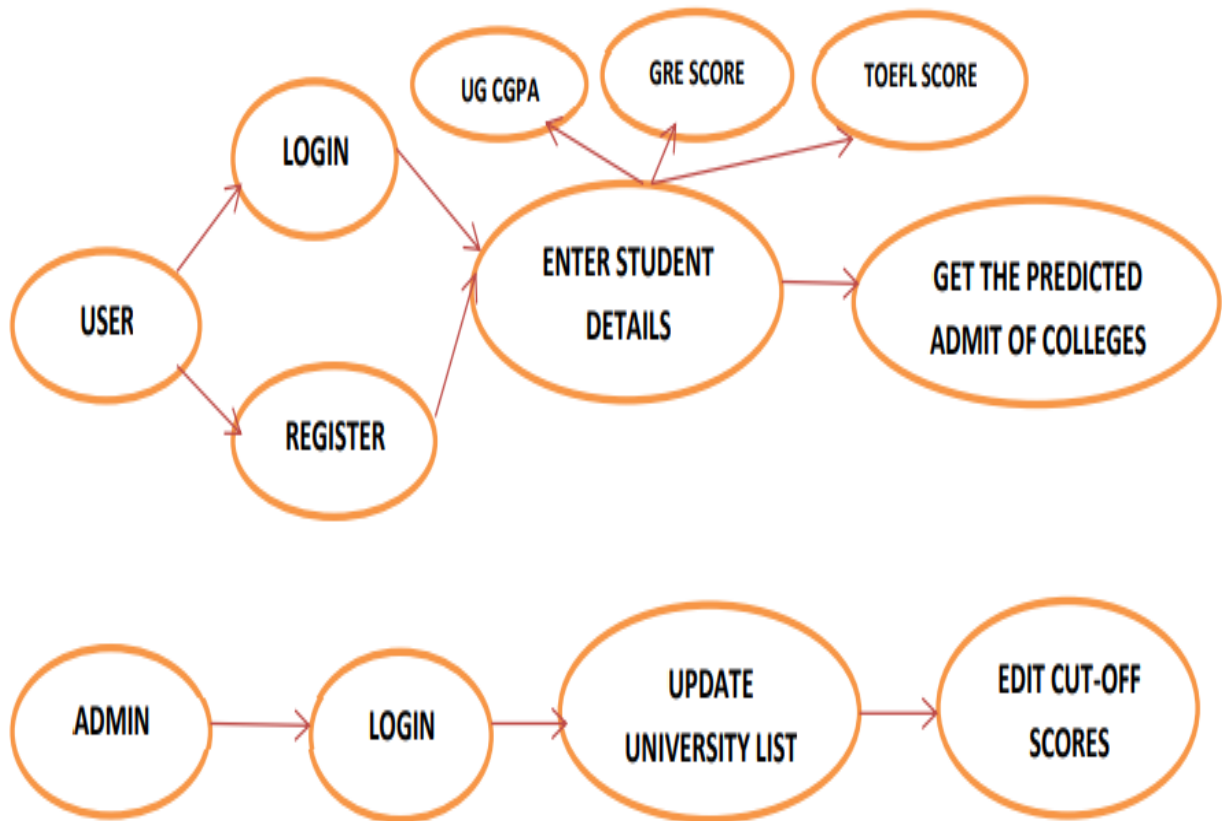 UG CGPA
GRE SCORE
TOEFL SCORE
LOGIN
USER
REGISTER
ENTER STUDENT
DETAILS
GET THE PREDICTED
ADMIT OF COLLEGES
ADMIN
LOGIN
UPDATE
UNIVERSITY LIST
EDIT CUT-OFF
SCORES